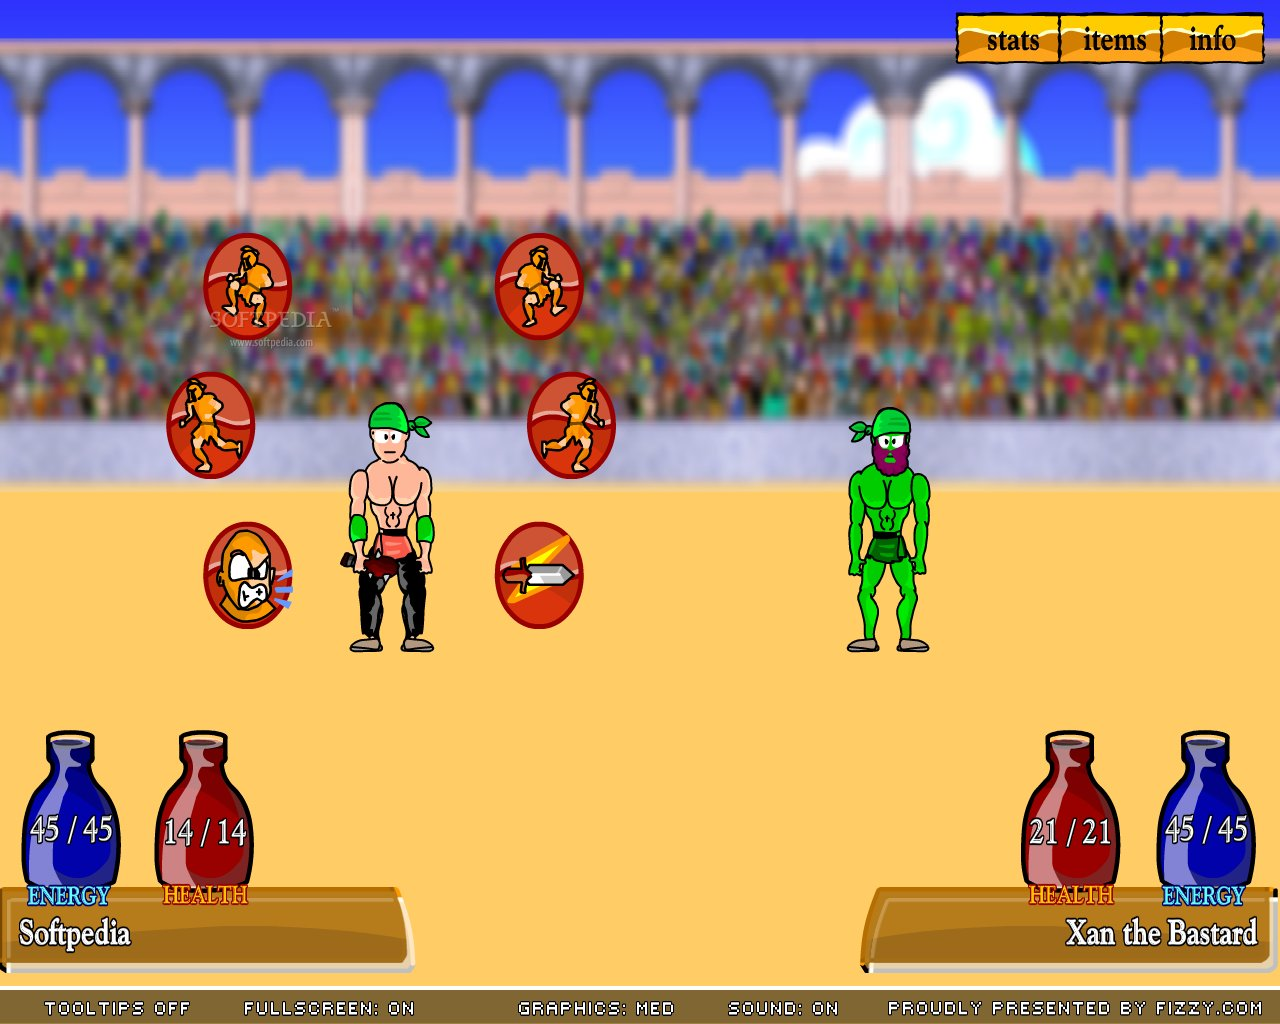 stats items info
SOFTPEDIA™
www.softpedia.com
45 / 45
14 / 14
21 / 21
45 / 45
ENERGY
HEALTH
HEALTH
ENERGY
Softpedia
Xan the Bastard
TOOLTIPS OFF FULLSCREEN: ON GRAPHICS: MED SOUND: ON PROUDLY PRESENTED BY FIZZY.COM